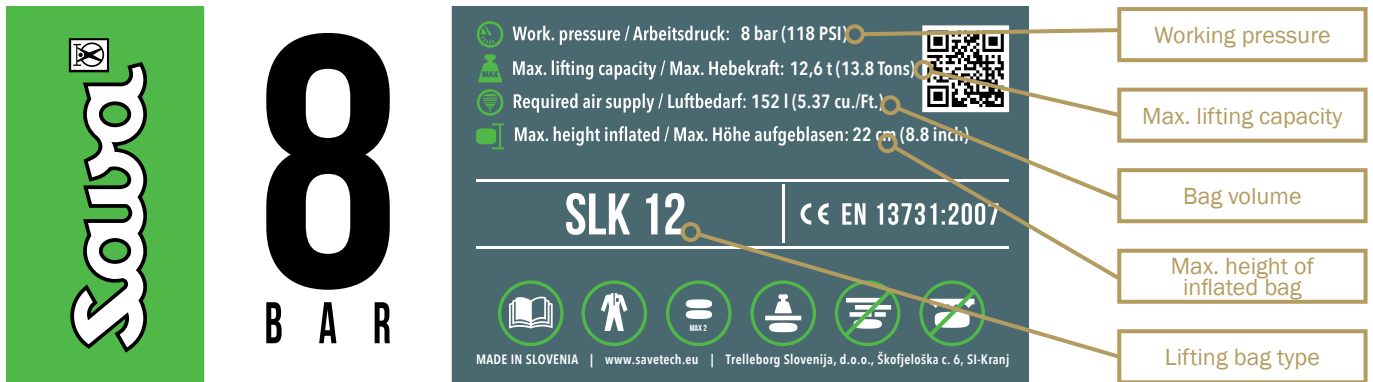 Sava
8
BAR
Work. pressure / Arbeitsdruck: 8 bar (118 PSI)
MAX
Max. lifting capacity / Max. Hebekraft: 12,6 t (13.8 Tons)
Required air supply / Luftbedarf: 152 l (5.37 cu./Ft.)
Max. height inflated / Max. Höhe aufgeblasen: 22 cm (8.8 inch)
SLK 12
CE EN 13731:2007
MAX 2
MADE IN SLOVENIA | www.savetech.eu | Trelleborg Slovenija, d.o.o., Škofjeloška c. 6, SI-Kranj
Working pressure
Max. lifting capacity
Bag volume
Max. height of
inflated bag
Lifting bag type